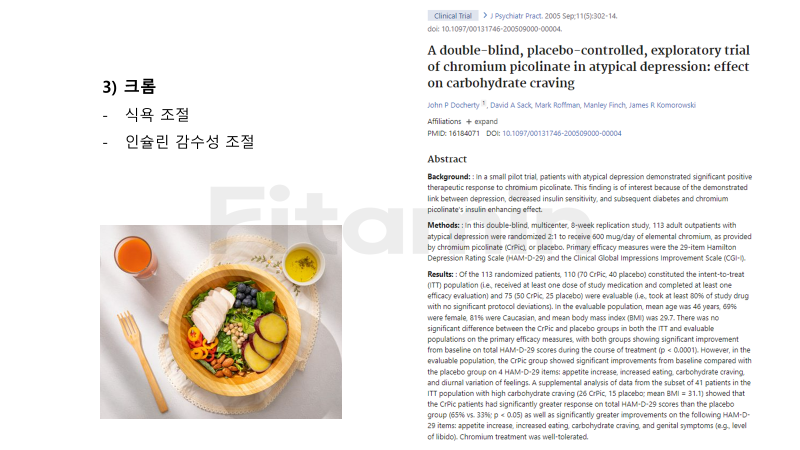 3) 크롬
- 식욕 조절
- 인슐린 감수성 조절
Fitamin
Clinical Trial > J Psychiatr Pract. 2005 Sep;11(5):302-14.
doi: 10.1097/00131746-200509000-00004.
A double-blind, placebo-controlled, exploratory trial
of chromium picolinate in atypical depression: effect
on carbohydrate craving
John P Docherty 1, David A Sack, Mark Roffman, Manley Finch, James R Komorowski
Affiliations + expand
PMID: 16184071 DOI: 10.1097/00131746-200509000-00004
Abstract
Background: : In a small pilot trial, patients with atypical depression demonstrated significant positive
therapeutic response to chromium picolinate. This finding is of interest because of the demonstrated
link between depression, decreased insulin sensitivity, and subsequent diabetes and chromium
picolinate's insulin enhancing effect.
Methods: : In this double-blind, multicenter, 8-week replication study, 113 adult outpatients with
atypical depression were randomized 2:1 to receive 600 mug/day of elemental chromium, as provided
by chromium picolinate (CrPic), or placebo. Primary efficacy measures were the 29-item Hamilton
Depression Rating Scale (HAM-D-29) and the Clinical Global Impressions Improvement Scale (CGI-I).
Results: : Of the 113 randomized patients, 110 (70 CrPic, 40 placebo) constituted the intent-to-treat
(ITT) population (i.e., received at least one dose of study medication and completed at least one
efficacy evaluation) and 75 (50 CrPic, 25 placebo) were evaluable (i.e., took at least 80% of study drug
with no significant protocol deviations). In the evaluable population, mean age was 46 years, 69%
were female, 81% were Caucasian, and mean body mass index (BMI) was 29.7. There was no
significant difference between the CrPic and placebo groups in both the ITT and evaluable
populations on the primary efficacy measures, with both groups showing significant improvement
from baseline on total HAM-D-29 scores during the course of treatment (p < 0.0001). However, in the
evaluable population, the CrPic group showed significant improvements from baseline compared with
the placebo group on 4 HAM-D-29 items: appetite increase, increased eating, carbohydrate craving,
and diurnal variation of feelings. A supplemental analysis of data from the subset of 41 patients in the
ITT population with high carbohydrate craving (26 CrPic, 15 placebo; mean BMI = 31.1) showed that
the CrPic patients had significantly greater response on total HAM-D-29 scores than the placebo
group (65% vs. 33%; p < 0.05) as well as significantly greater improvements on the following HAM-D-
29 items: appetite increase, increased eating, carbohydrate craving, and genital symptoms (e.g., level
of libido). Chromium treatment was well-tolerated.